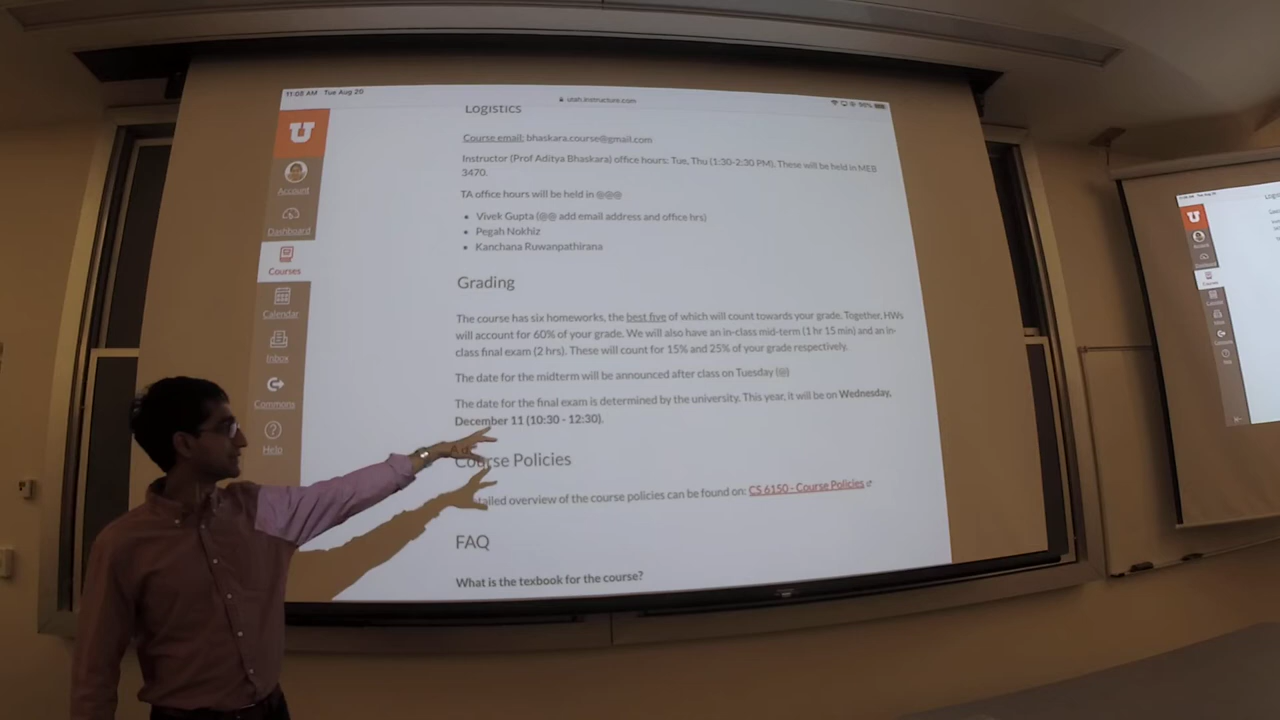 11:05 AM Tue Aug 20
utah.instructure.com
90%
Logistics
Course email: bhaskara.course@gmail.com
Instructor (Prof Aditya Bhaskara) office hours: Tue, Thu (1:30-2:30 PM). These will be held in MEB
3470.
TA office hours will be held in @@@
• Vivek Gupta (@@ add email address and office hrs)
• Pegah Nokhiz
• Kanchana Ruwanpathirana
Grading
The course has six homeworks, the best five of which will count towards your grade. Together, HWs
will account for 60% of your grade. We will also have an in-class mid-term (1 hr 15 min) and an in-
class final exam (2 hrs). These will count for 15% and 25% of your grade respectively.
The date for the midterm will be announced after class on Tuesday (@)
The date for the final exam is determined by the university. This year, it will be on Wednesday,
December 11 (10:30 - 12:30).
Course Policies
tailed overview of the course policies can be found on: CS 6150 - Course Policies
FAQ
What is the texbook for the course?
U
Account
Dashboard
Courses
Calendar
Inbox
Commons
Help
U